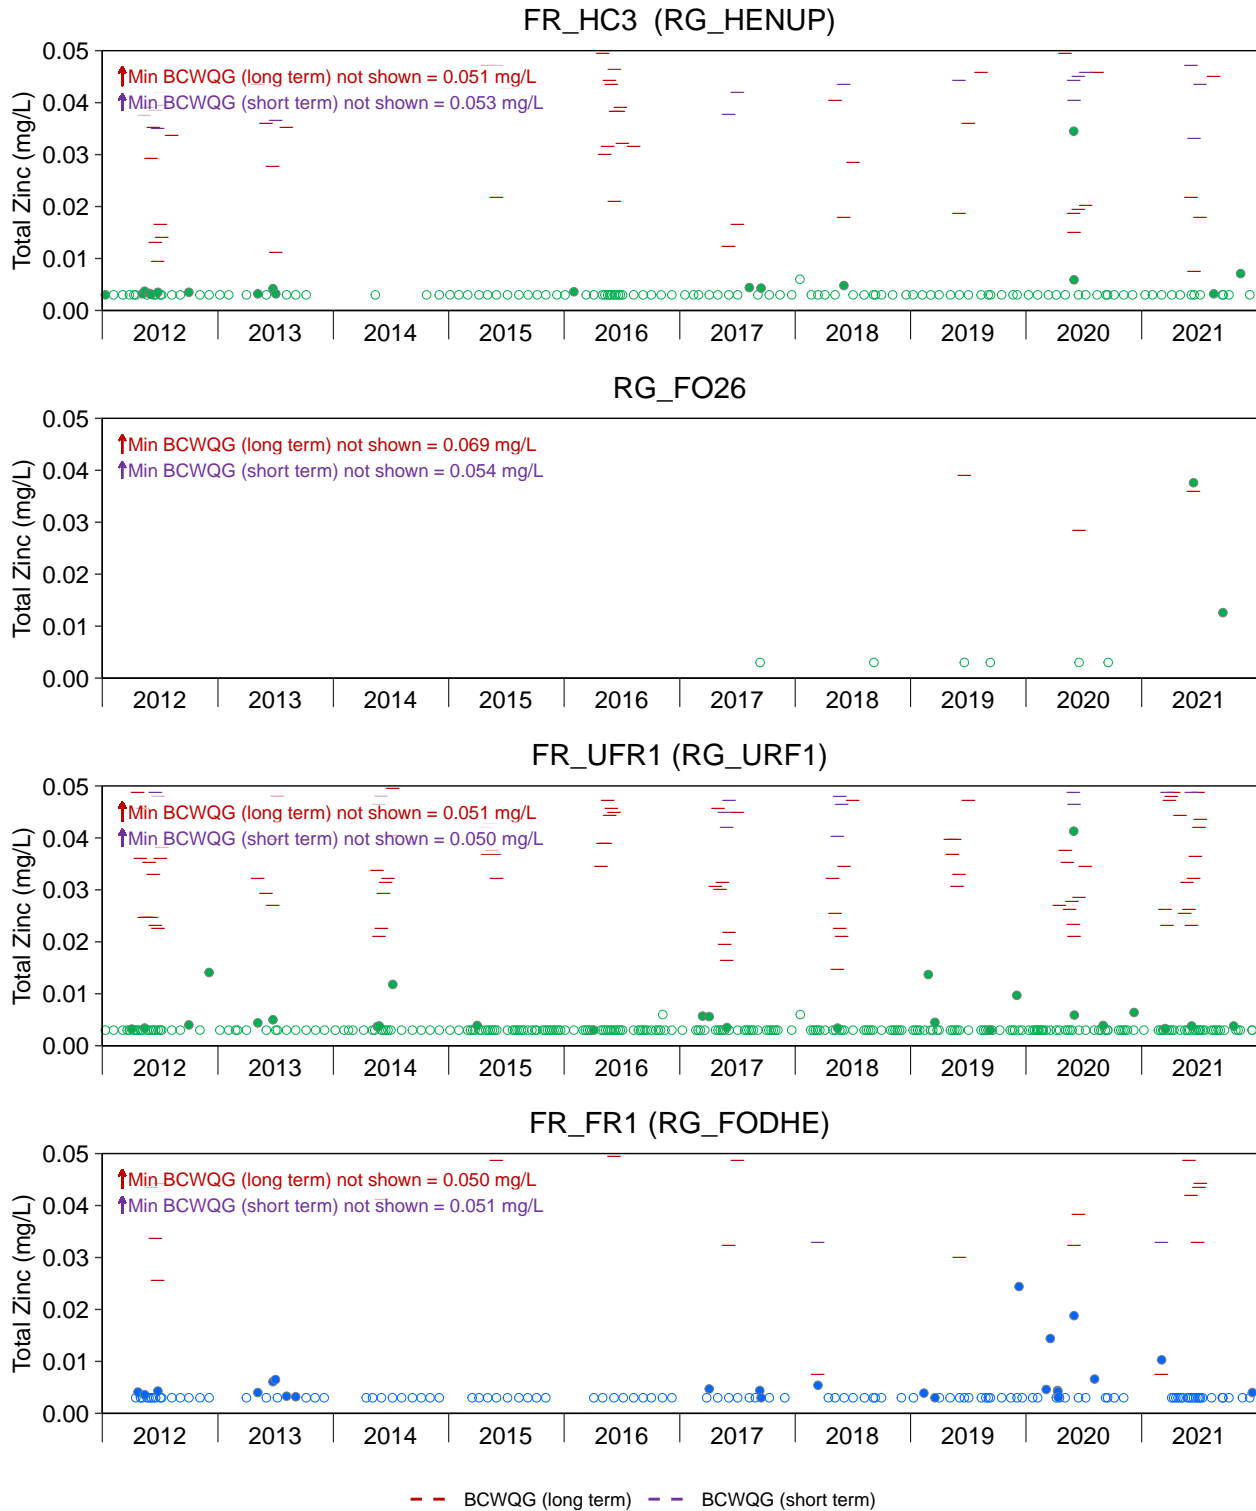 FR_HC3 (RG_HENUP)
Total Zinc (mg/L)
0.05
0.04
0.03
0.02
0.01
0.00
Min BCWQG (long term) not shown = 0.051 mg/L
Min BCWQG (short term) not shown = 0.053 mg/L
2012 2013 2014 2015 2016 2017 2018 2019 2020 2021
RG_FO26
Total Zinc (mg/L)
0.05
0.04
0.03
0.02
0.01
0.00
Min BCWQG (long term) not shown = 0.069 mg/L
Min BCWQG (short term) not shown = 0.054 mg/L
2012 2013 2014 2015 2016 2017 2018 2019 2020 2021
FR_UFR1 (RG_URF1)
Total Zinc (mg/L)
0.05
0.04
0.03
0.02
0.01
0.00
Min BCWQG (long term) not shown = 0.051 mg/L
Min BCWQG (short term) not shown = 0.050 mg/L
2012 2013 2014 2015 2016 2017 2018 2019 2020 2021
FR_FR1 (RG_FODHE)
Total Zinc (mg/L)
0.05
0.04
0.03
0.02
0.01
0.00
Min BCWQG (long term) not shown = 0.050 mg/L
Min BCWQG (short term) not shown = 0.051 mg/L
2012 2013 2014 2015 2016 2017 2018 2019 2020 2021
BCWQG (long term) BCWQG (short term)